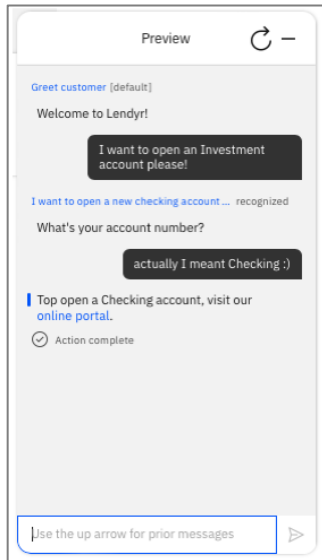 Preview
Greet customer [default]
Welcome to Lendyr!
I want to open an Investment
account please!
I want to open a new checking account... recognized
What's your account number?
actually I meant Checking :)
Top open a Checking account, visit our
online portal.
Action complete
Use the up arrow for prior messages